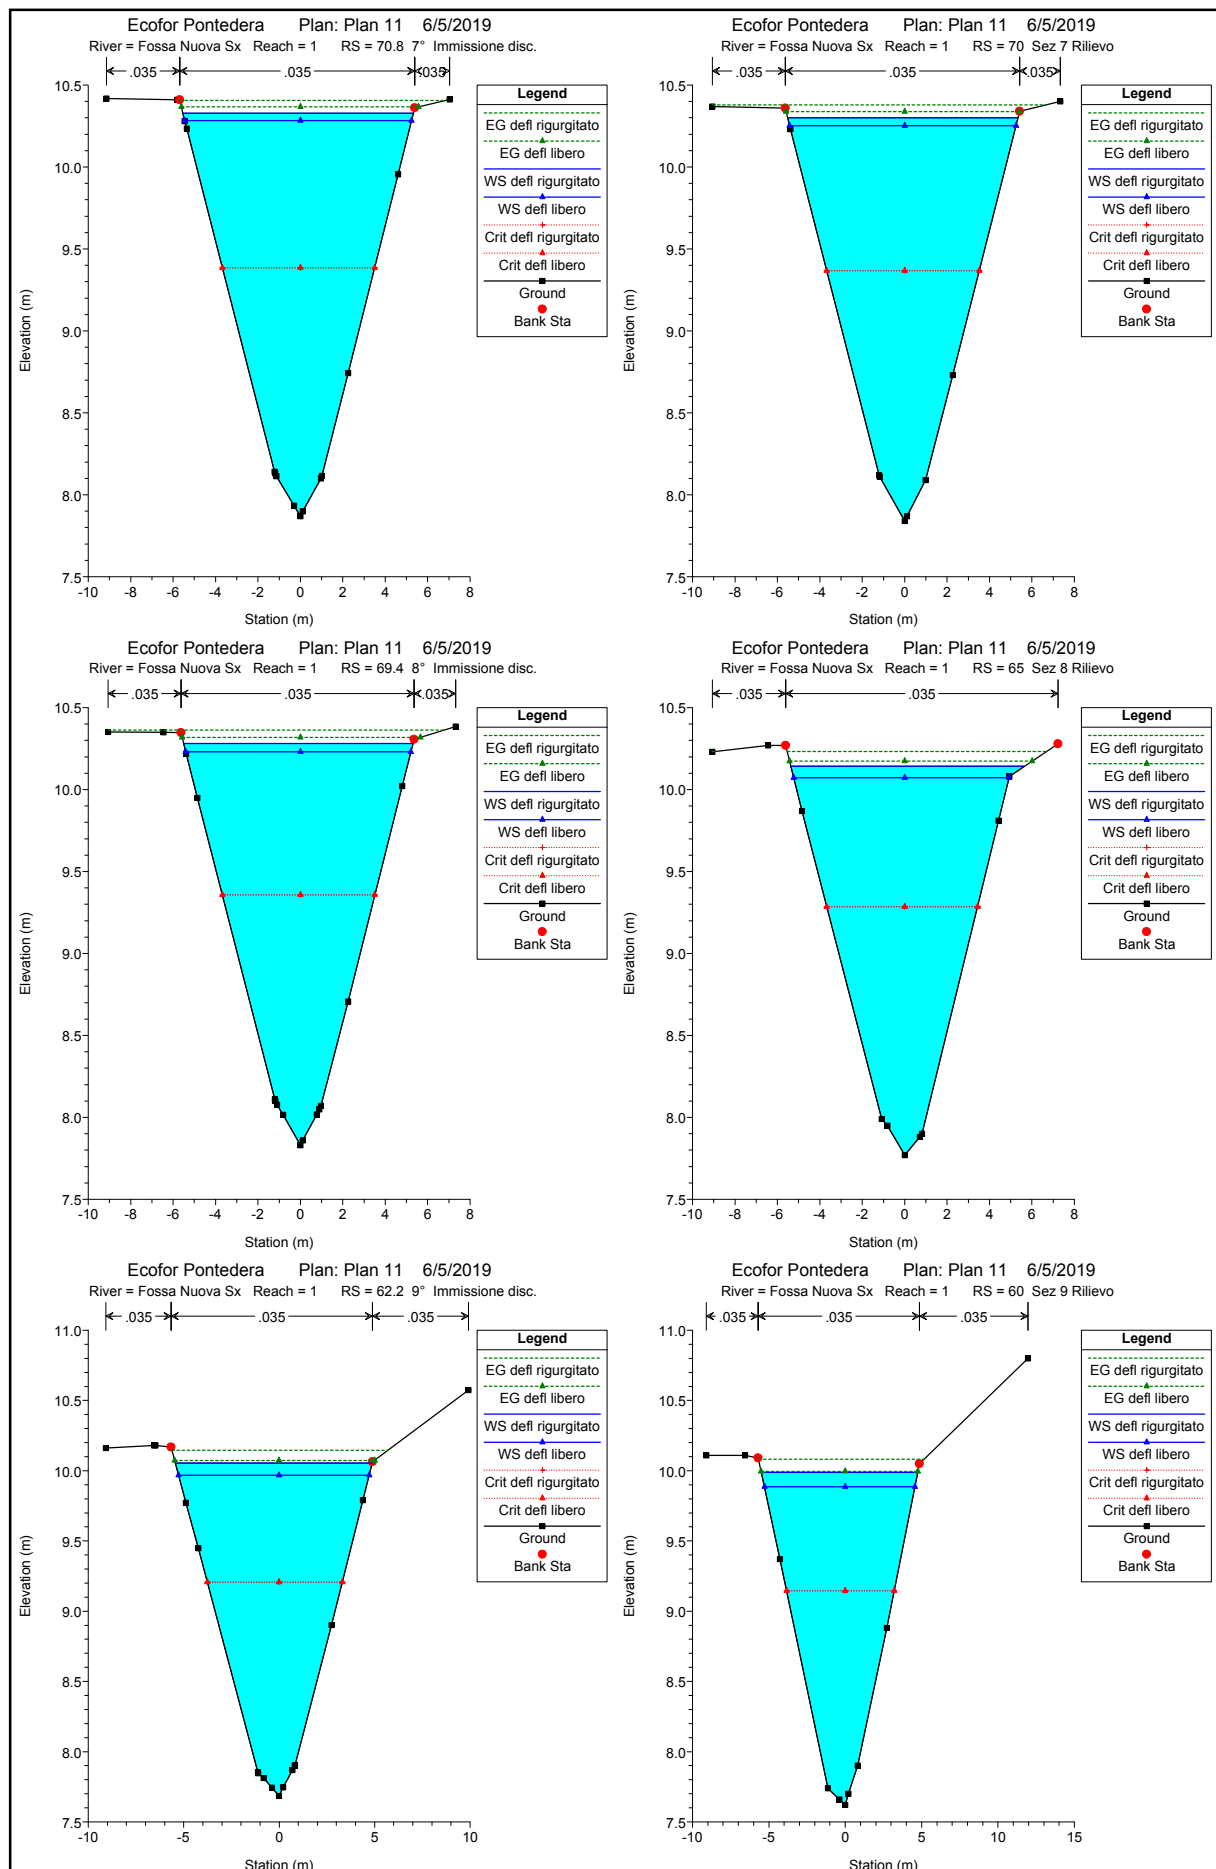 Ecofor Pontedera Plan: Plan 11 6/5/2019
River = Fossa Nuova Sx Reach = 1 RS = 70.8 7° Immissione disc.
.035 .035 .035
10.5
10.0
9.5
9.0
8.5
8.0
7.5
Elevation (m)
-10 -8 -6 -4 -2 0 2 4 6 8 10
Station (m)
Legend
EG defl rigurgitato
EG defl libero
WS defl rigurgitato
WS defl libero
Crit defl rigurgitato
Crit defl libero
Ground
Bank Sta
Ecofor Pontedera Plan: Plan 11 6/5/2019
River = Fossa Nuova Sx Reach = 1 RS = 70 Sez 7 Rilievo
.035 .035 .035
10.5
10.0
9.5
9.0
8.5
8.0
7.5
Elevation (m)
-10 -8 -6 -4 -2 0 2 4 6 8
Station (m)
Legend
EG defl rigurgitato
EG defl libero
WS defl rigurgitato
WS defl libero
Crit defl rigurgitato
Crit defl libero
Ground
Bank Sta
Ecofor Pontedera Plan: Plan 11 6/5/2019
River = Fossa Nuova Sx Reach = 1 RS = 69.4 8° Immissione disc.
.035 .035 .035
10.5
10.0
9.5
9.0
8.5
8.0
7.5
Elevation (m)
-10 -8 -6 -4 -2 0 2 4 6 8
Station (m)
Legend
EG defl rigurgitato
EG defl libero
WS defl rigurgitato
WS defl libero
Crit defl rigurgitato
Crit defl libero
Ground
Bank Sta
Ecofor Pontedera Plan: Plan 11 6/5/2019
River = Fossa Nuova Sx Reach = 1 RS = 65 Sez 8 Rilievo
.035 .035
10.5
10.0
9.5
9.0
8.5
8.0
7.5
Elevation (m)
-10 -8 -6 -4 -2 0 2 4 6 8
Station (m)
Legend
EG defl rigurgitato
EG defl libero
WS defl rigurgitato
WS defl libero
Crit defl rigurgitato
Crit defl libero
Ground
Bank Sta
Ecofor Pontedera Plan: Plan 11 6/5/2019
River = Fossa Nuova Sx Reach = 1 RS = 62.2 9° Immissione disc.
.035 .035 .035
11.0
10.5
10.0
9.5
9.0
8.5
8.0
7.5
Elevation (m)
-10 -5 0 5 10
Station (m)
Legend
EG defl rigurgitato
EG defl libero
WS defl rigurgitato
WS defl libero
Crit defl rigurgitato
Crit defl libero
Ground
Bank Sta
Ecofor Pontedera Plan: Plan 11 6/5/2019
River = Fossa Nuova Sx Reach = 1 RS = 60 Sez 9 Rilievo
.035 .035 .035
11.0
10.5
10.0
9.5
9.0
8.5
8.0
7.5
Elevation (m)
-10 -5 0 5 10 15
Station (m)
Legend
EG defl rigurgitato
EG defl libero
WS defl rigurgitato
WS defl libero
Crit defl rigurgitato
Crit defl libero
Ground
Bank Sta